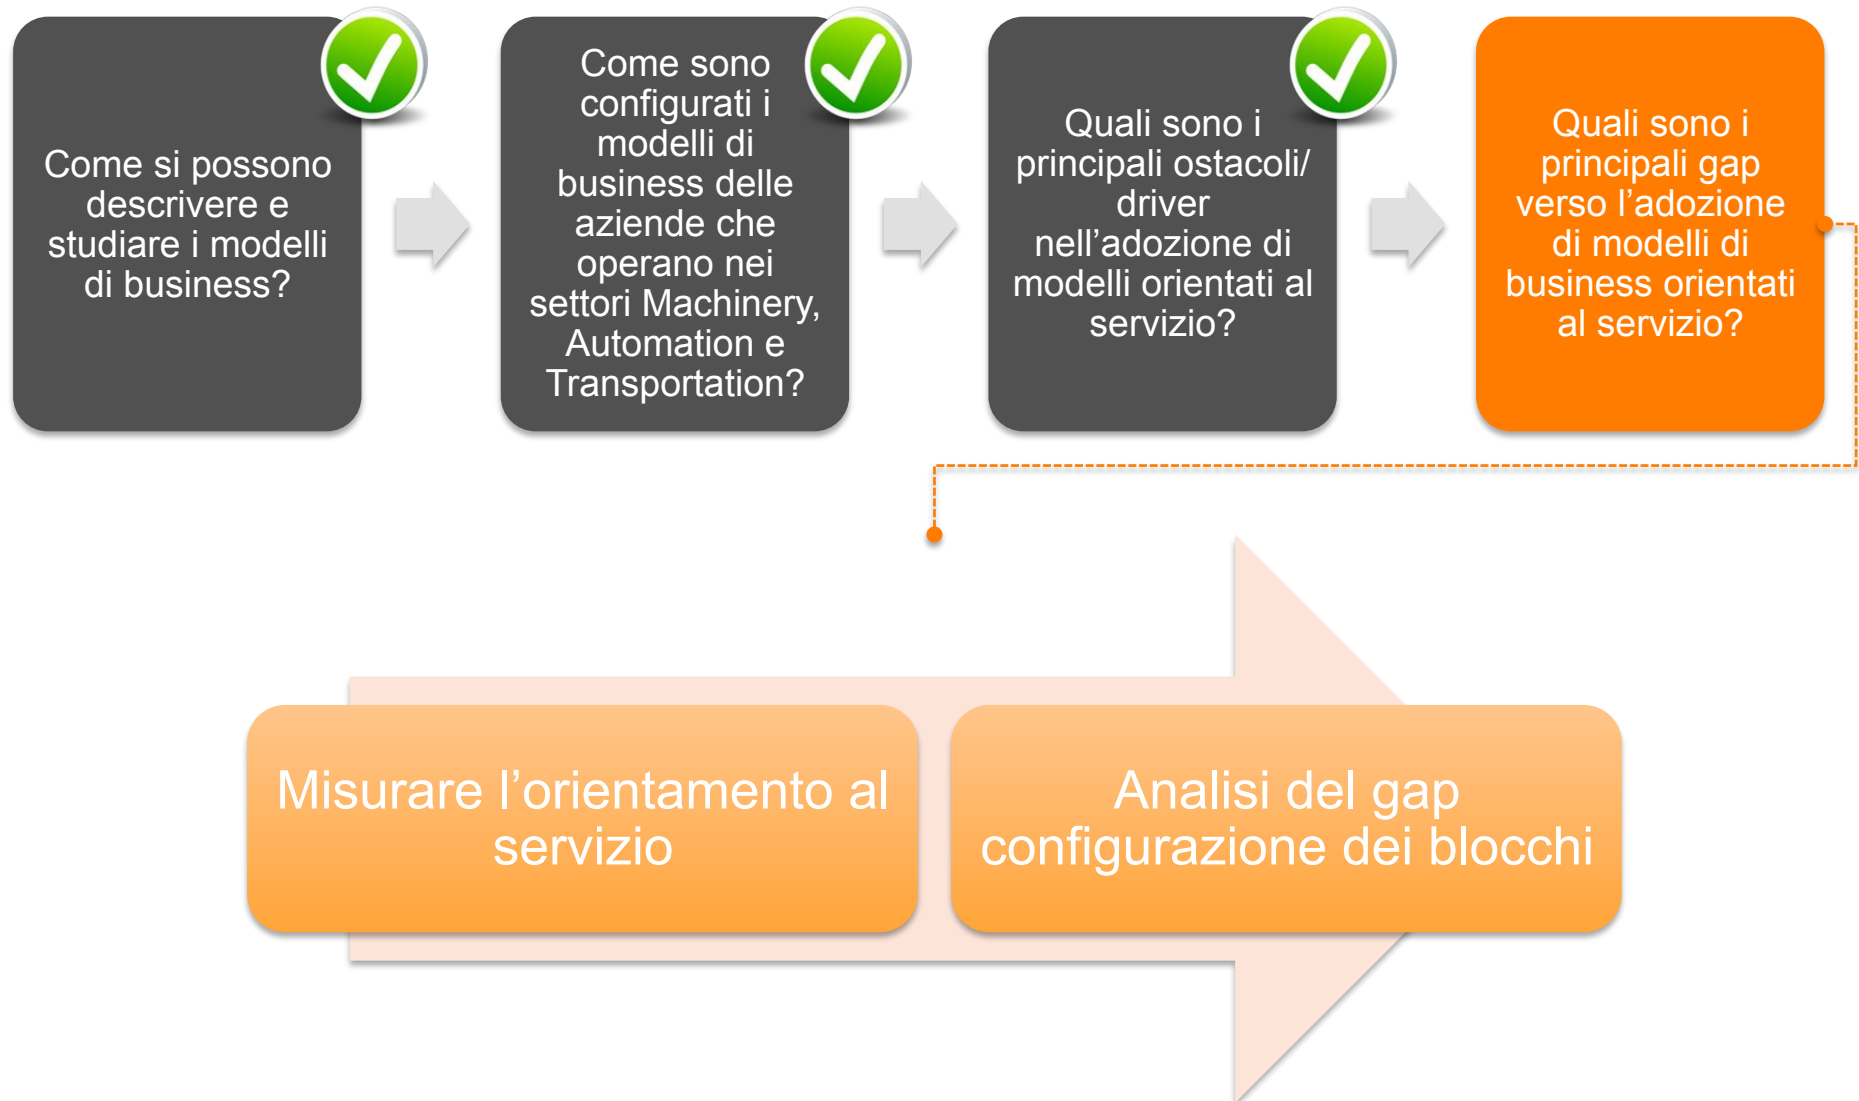 Come si possono
descrivere e
studiare i modelli
di business?
Come sono
configurati i
modelli di
business delle
aziende che
operano nei
settori Machinery,
Automation e
Transportation?
Quali sono i
principali ostacoli/
driver
nell’adozione di
modelli orientati al
servizio?
Quali sono i
principali gap
verso l’adozione
di modelli di
business orientati
al servizio?
Misurare l’orientamento al
servizio
Analisi del gap
configurazione dei blocchi